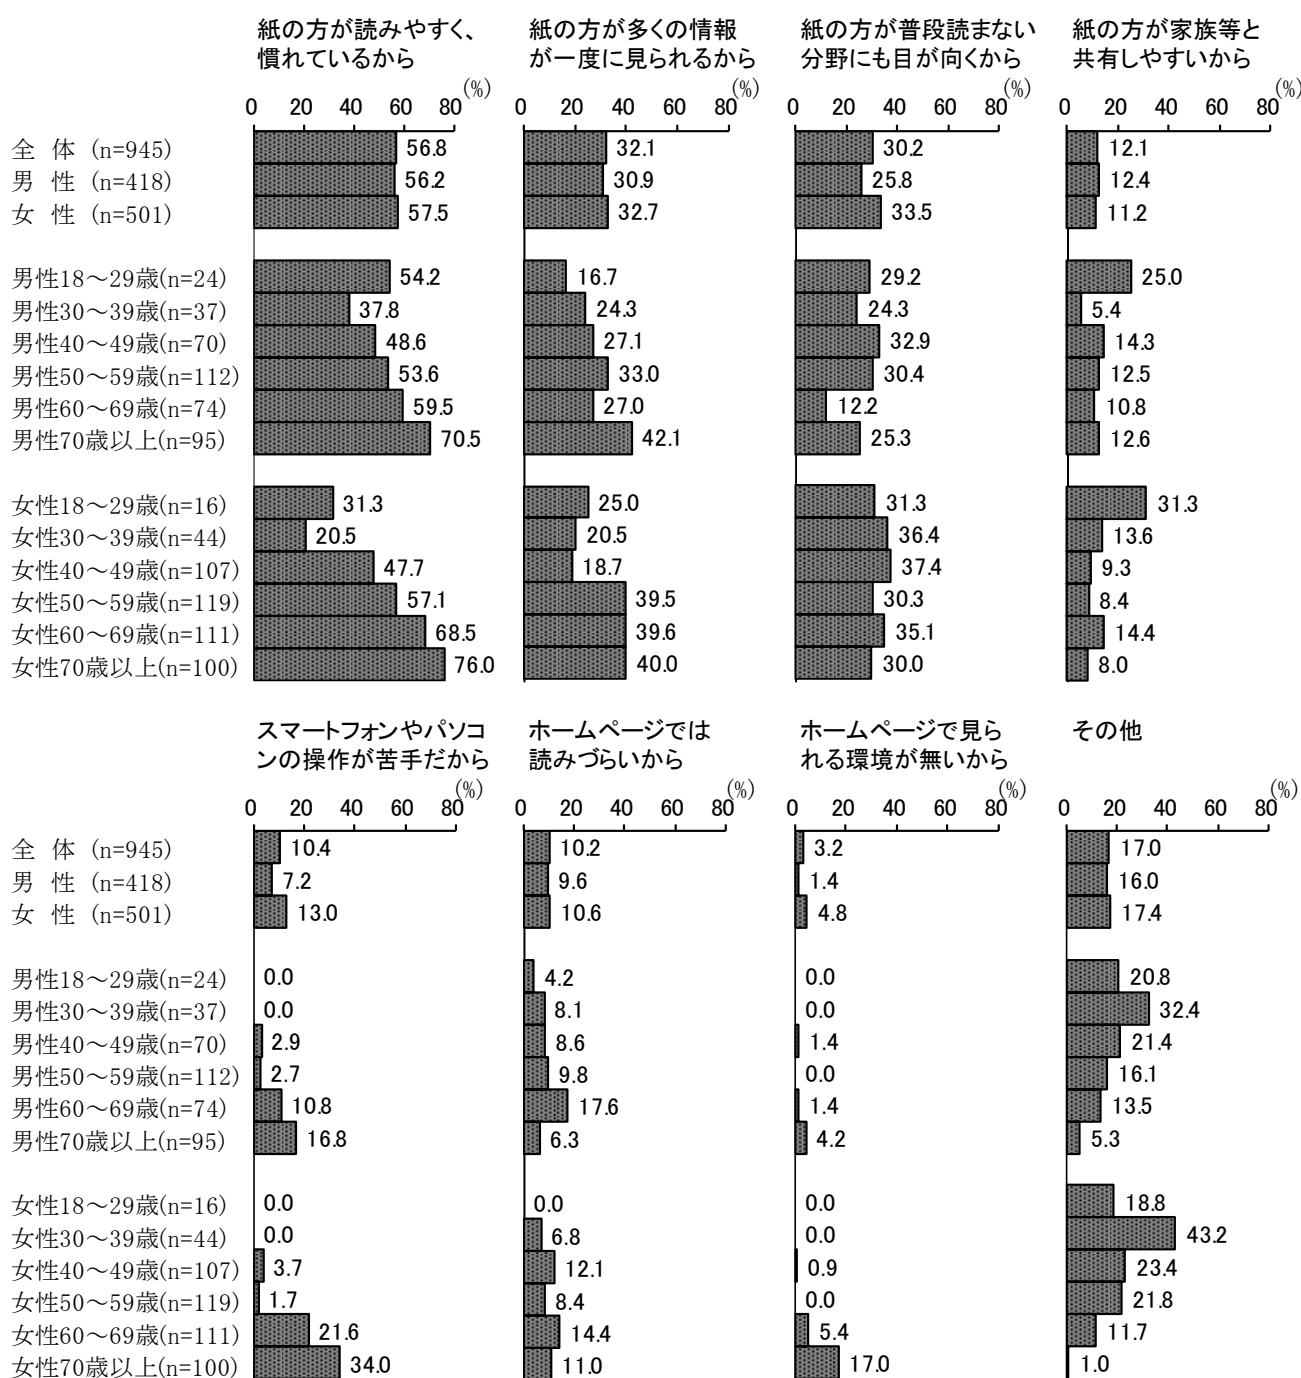 紙の方が読みやすく、
慣れているから
紙の方が多くの情報
が一度に見られるから
紙の方が普段読まない
分野にも目が向くから
紙の方が家族等と
共有しやすいから
(%) (%) (%) (%)
0 20 40 60 80 0 20 40 60 80 0 20 40 60 80 0 20 40 60 80
全 体 (n=945) 56.8 32.1 30.2 12.1
男 性 (n=418) 56.2 30.9 25.8 12.4
女 性 (n=501) 57.5 32.7 33.5 11.2
男性18～29歳(n=24) 54.2 16.7 29.2 25.0
男性30～39歳(n=37) 37.8 24.3 24.3 5.4
男性40～49歳(n=70) 48.6 27.1 32.9 14.3
男性50～59歳(n=112) 53.6 33.0 30.4 12.5
男性60～69歳(n=74) 59.5 27.0 12.2 10.8
男性70歳以上(n=95) 70.5 42.1 25.3 12.6
女性18～29歳(n=16) 31.3 25.0 31.3 31.3
女性30～39歳(n=44) 20.5 20.5 36.4 13.6
女性40～49歳(n=107) 47.7 18.7 37.4 9.3
女性50～59歳(n=119) 57.1 39.5 30.3 8.4
女性60～69歳(n=111) 68.5 39.6 35.1 14.4
女性70歳以上(n=100) 76.0 40.0 30.0 8.0
スマートフォンやパソコ
ンの操作が苦手だから
ホームページでは
読みづらいから
ホームページで見ら
れる環境が無いから
その他
(%) (%) (%) (%)
0 20 40 60 80 0 20 40 60 80 0 20 40 60 80 0 20 40 60 80
全 体 (n=945) 10.4 10.2 3.2 17.0
男 性 (n=418) 7.2 9.6 1.4 16.0
女 性 (n=501) 13.0 10.6 4.8 17.4
男性18～29歳(n=24) 0.0 4.2 0.0 20.8
男性30～39歳(n=37) 0.0 8.1 0.0 32.4
男性40～49歳(n=70) 2.9 8.6 1.4 21.4
男性50～59歳(n=112) 2.7 9.8 0.0 16.1
男性60～69歳(n=74) 10.8 17.6 1.4 13.5
男性70歳以上(n=95) 16.8 6.3 4.2 5.3
女性18～29歳(n=16) 0.0 0.0 0.0 18.8
女性30～39歳(n=44) 0.0 6.8 0.0 43.2
女性40～49歳(n=107) 3.7 12.1 0.9 23.4
女性50～59歳(n=119) 1.7 8.4 0.0 21.8
女性60～69歳(n=111) 21.6 14.4 5.4 11.7
女性70歳以上(n=100) 34.0 11.0 17.0 1.0